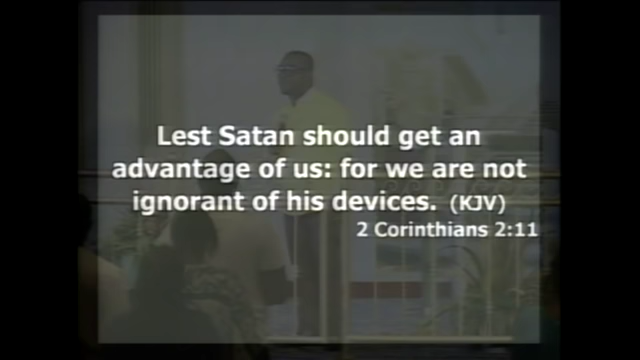 Lest Satan should get an
advantage of us: for we are not
ignorant of his devices. (KJV)
2 Corinthians 2:11